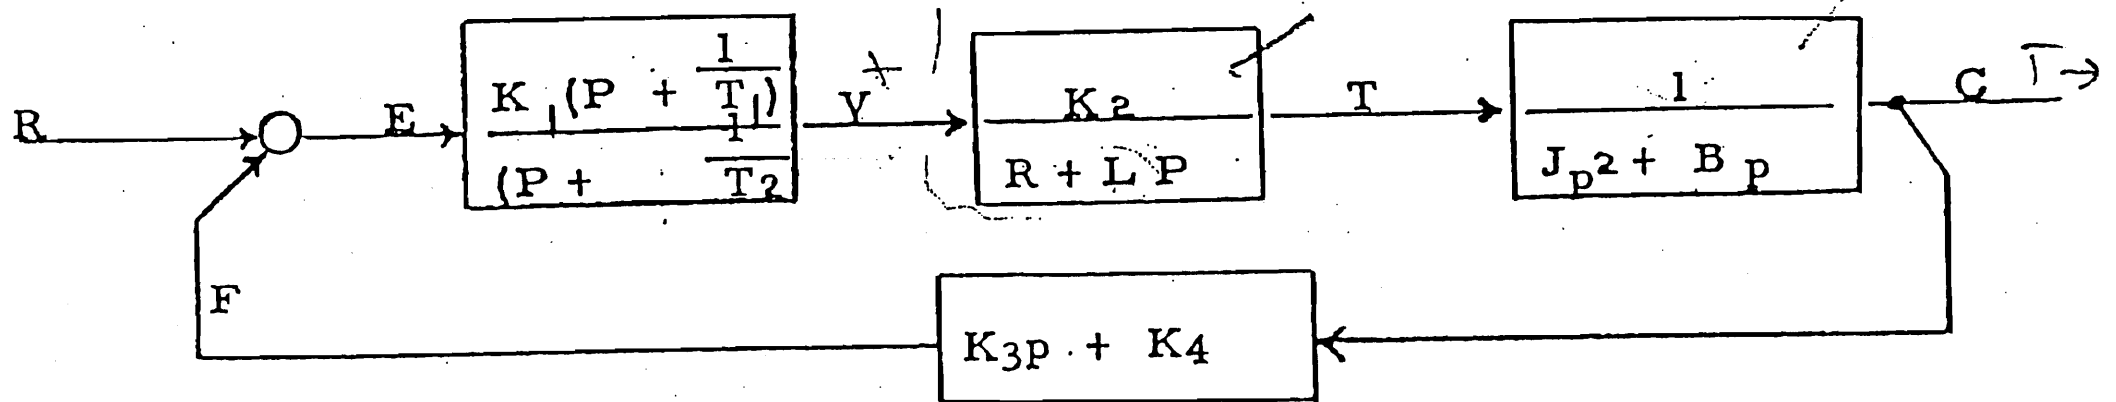 R
E
K1(P + 1/T1)
(P + 1/T2
V
+
K2
R + LP
T
1
Jp2 + Bp
C
F
K3p + K4